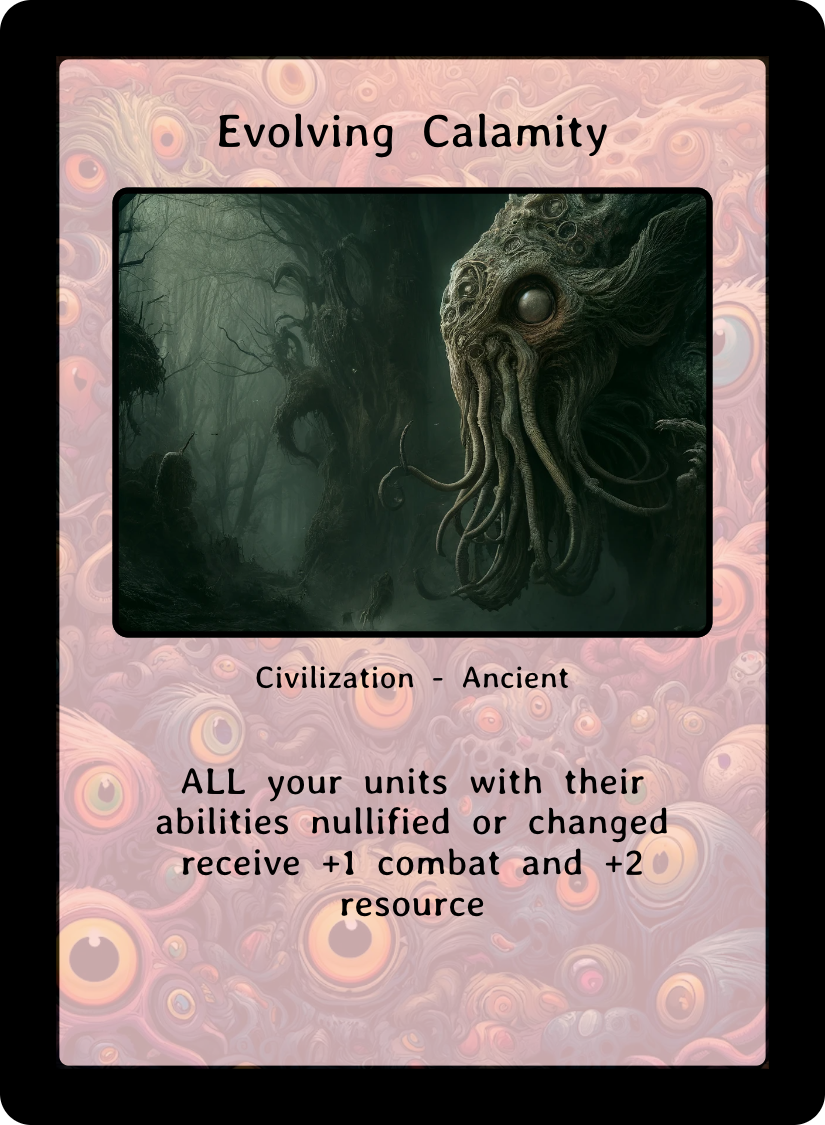 Evolving Calamity
Civilization - Ancient
ALL your units with their
abilities nullified or changed
receive +1 combat and +2
resource